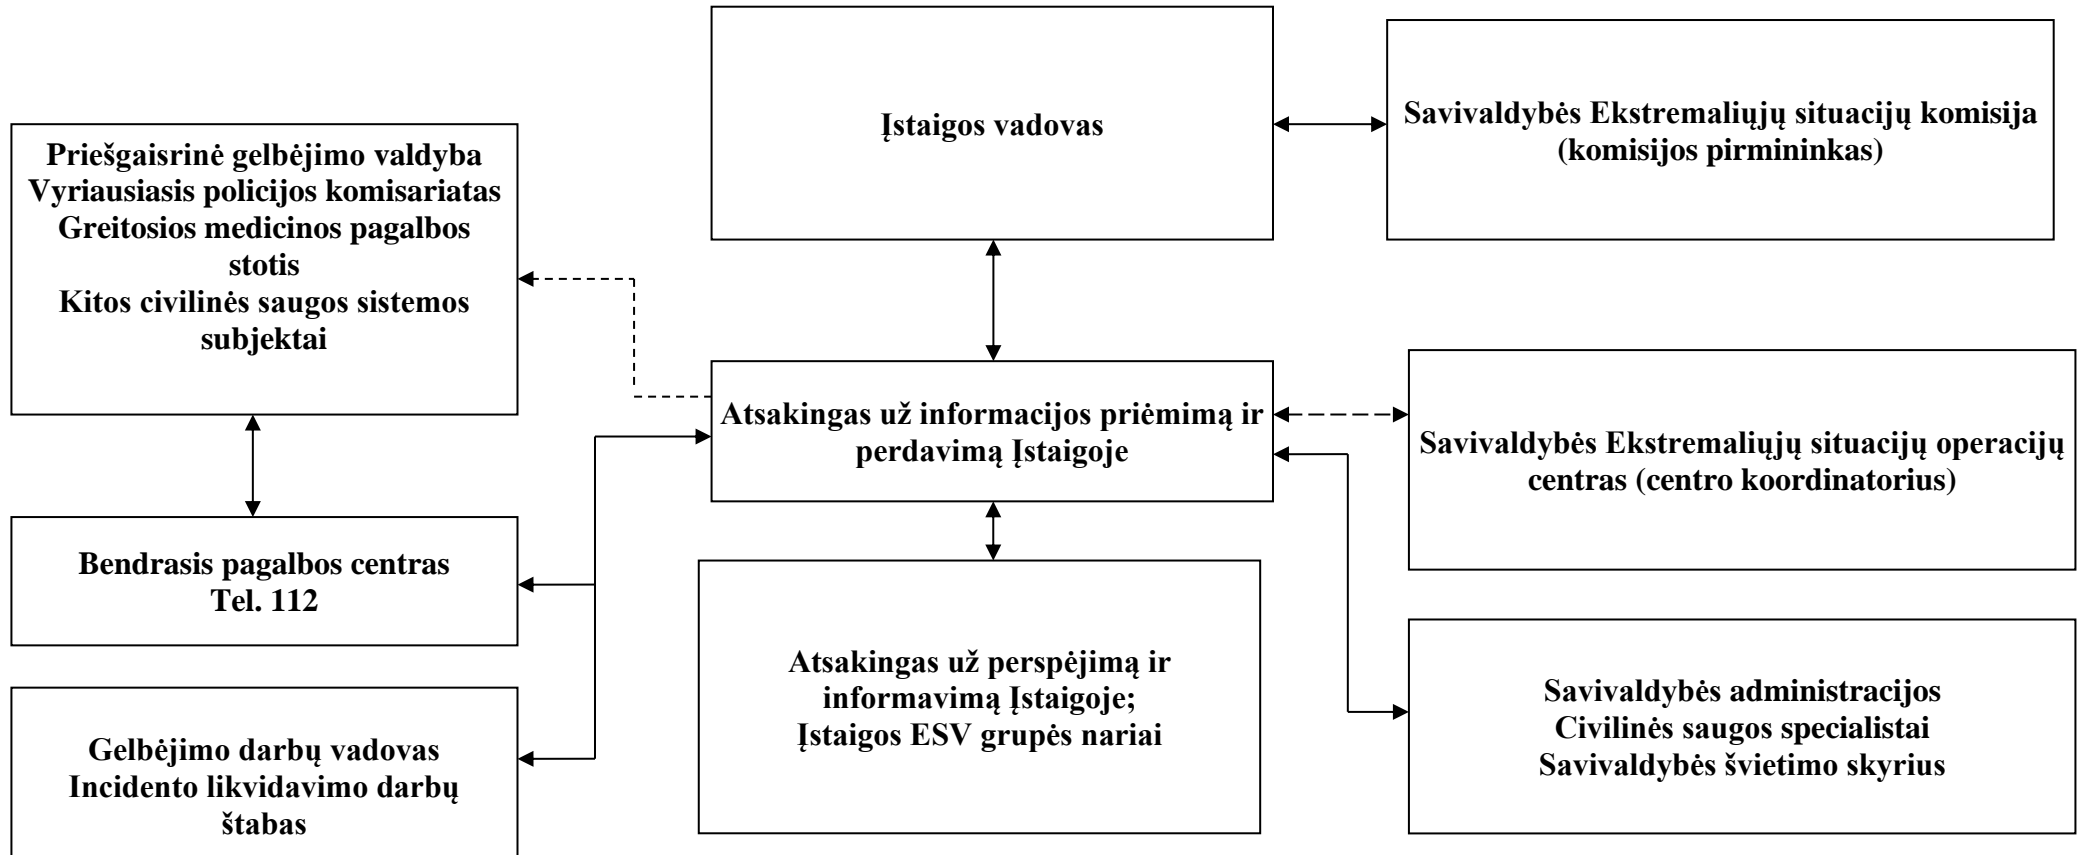 Įstaigos vadovas
Savivaldybės Ekstremaliųjų situacijų komisija
(komisijos pirmininkas)
Priešgaisrinė gelbėjimo valdyba
Vyriausiasis policijos komisariatas
Greitosios medicinos pagalbos
stotis
Kitos civilinės saugos sistemos
subjektai
Atsakingas už informacijos priėmimą ir
perdavimą Įstaigoje
Savivaldybės Ekstremaliųjų situacijų operacijų
centras (centro koordinatorius)
Bendrasis pagalbos centras
Tel. 112
Atsakingas už perspėjimą ir
informavimą Įstaigoje;
Įstaigos ESV grupės nariai
Savivaldybės administracijos
Civilinės saugos specialistai
Savivaldybės švietimo skyrius
Gelbėjimo darbų vadovas
Incidento likvidavimo darbų
štabas